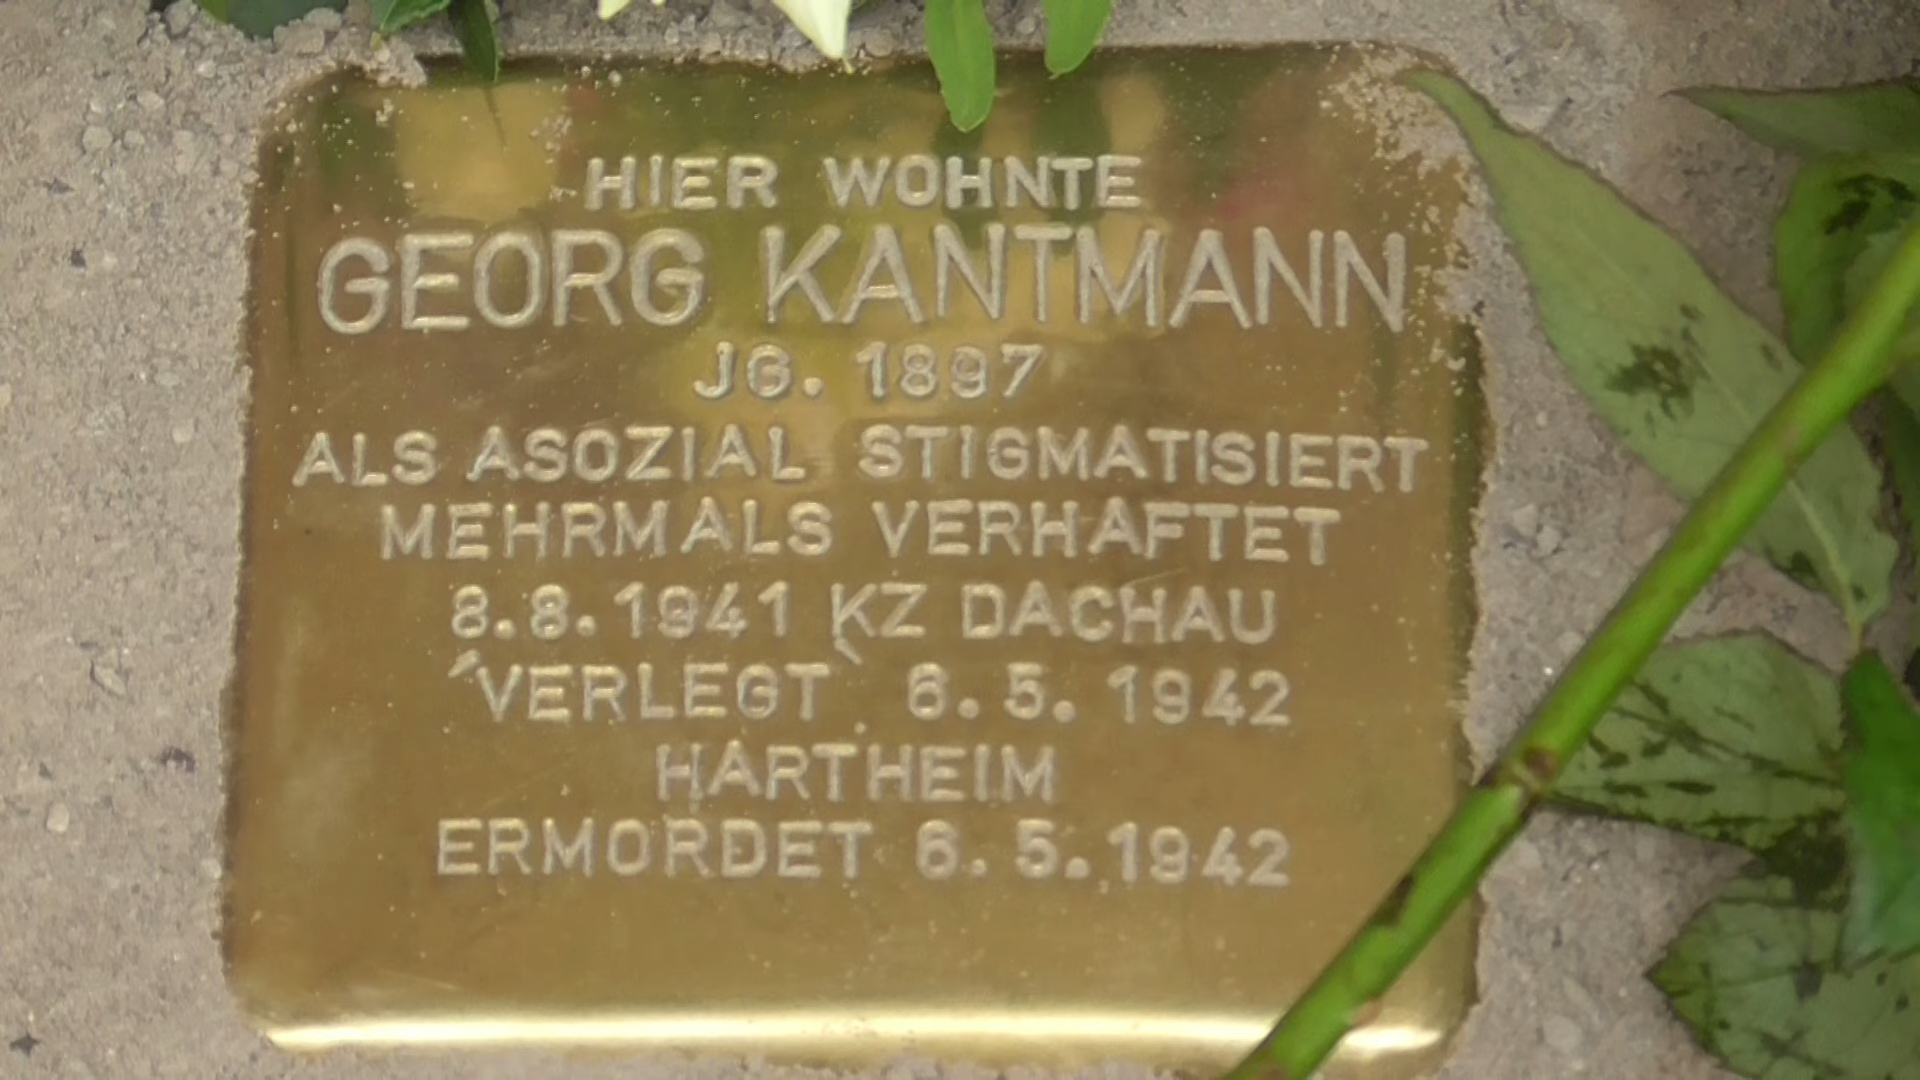 HIER WOHNTE
GEORG KANTMANN
JG. 1897
ALS ASOZIAL STIGMATISIERT
MEHRMALS VERHAFTET
8.8.1941 KZ DACHAU
VERLEGT 6.5.1942
HARTHEIM
ERMORDET 6.5.1942